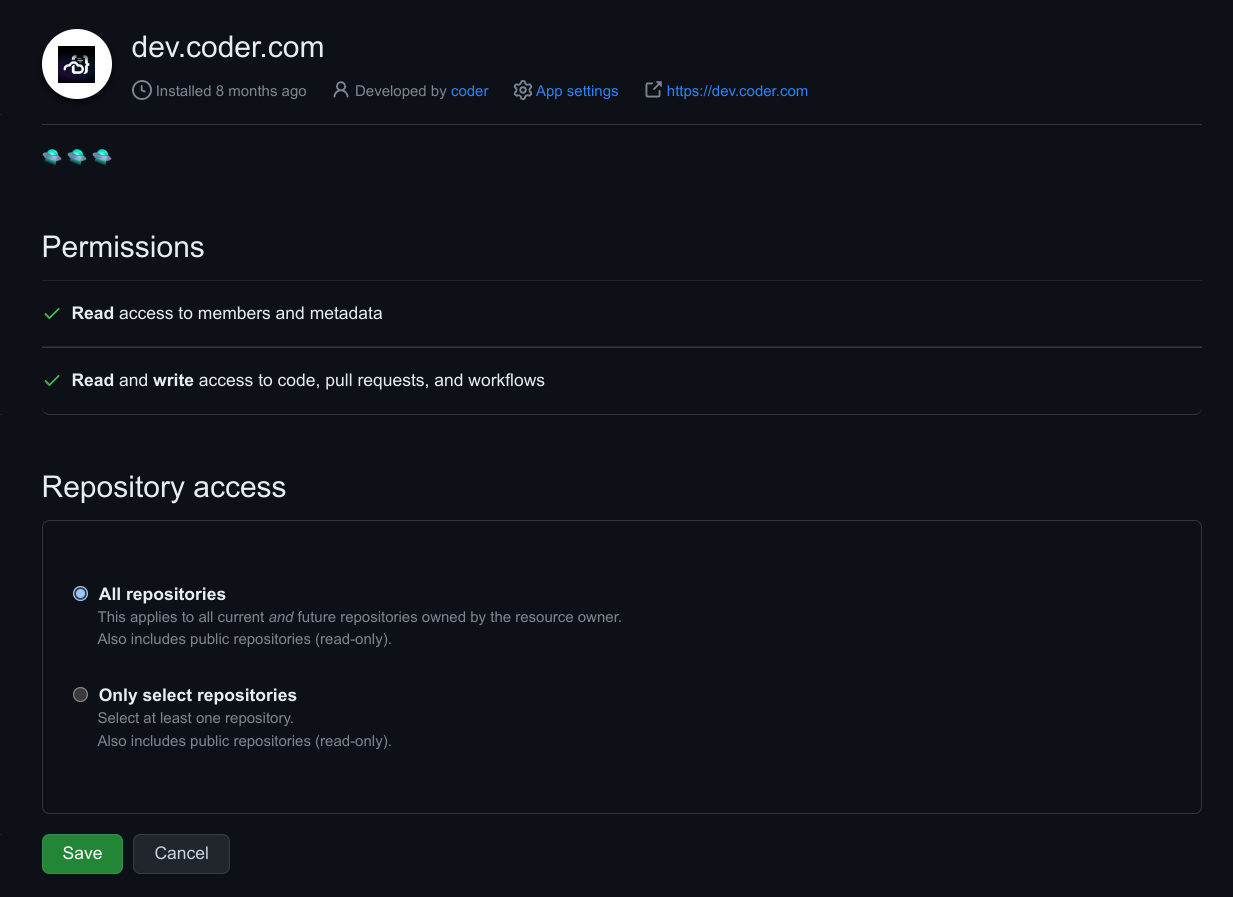 dev.coder.com
Installed 8 months ago Developed by coder App settings https://dev.coder.com
🛸 🛸 🛸
Permissions
Read access to members and metadata
Read and write access to code, pull requests, and workflows
Repository access
All repositories
This applies to all current and future repositories owned by the resource owner.
Also includes public repositories (read-only).
Only select repositories
Select at least one repository.
Also includes public repositories (read-only).
Save Cancel